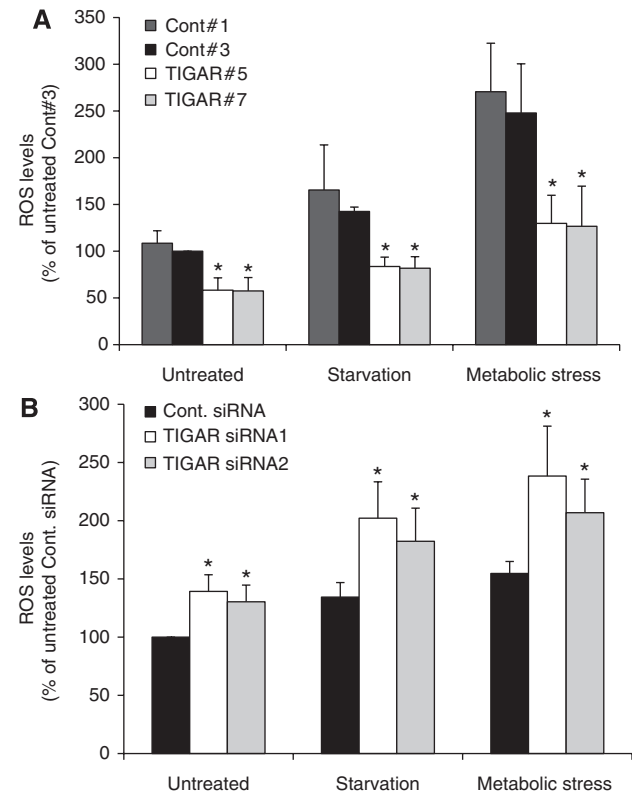 A
350
300
250
200
150
100
50
0
ROS levels
(% of untreated Cont#3)
Cont#1
Cont#3
TIGAR#5
TIGAR#7
* *
* *
* *
Untreated Starvation Metabolic stress
B
300
250
200
150
100
50
0
ROS levels
(% of untreated Cont. siRNA)
Cont. siRNA
TIGAR siRNA1
TIGAR siRNA2
* *
* *
* *
Untreated Starvation Metabolic stress